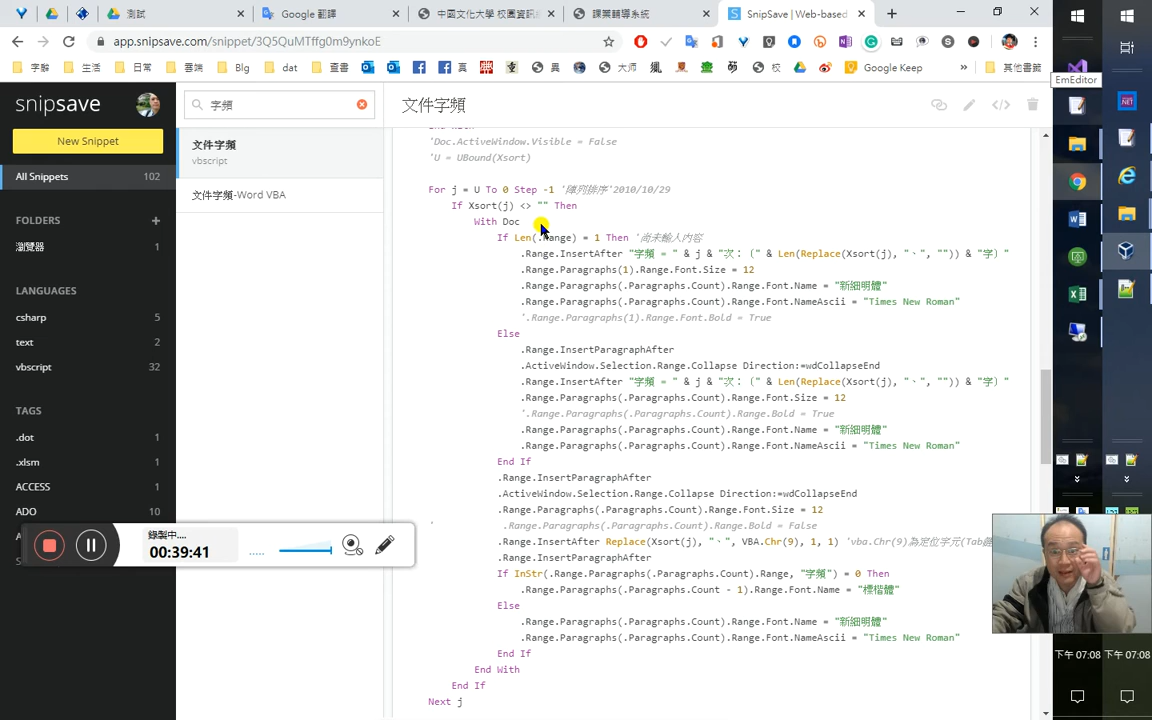 測試
Google 翻譯
中國文化大學 校園資訊
課業輔導系統
SnipSave | Web-based
app.snipsave.com/snippet/3Q5QuMTffg0m9ynkoE
字辭
生活
日常
雲端
Blg
dat
查書
異
大师
校
Google Keep
其他書籤
EmEditor
snipsave
字頻
文件字頻
New Snippet
文件字頻
vbscript
All Snippets 102
文件字頻-Word VBA
FOLDERS
瀏覽器 1
LANGUAGES
csharp 5
text 2
vbscript 32
TAGS
.dot 1
.xlsm 1
ACCESS 1
ADO 1
End With
'Doc.ActiveWindow.Visible = False
'U = UBound(Xsort)
For j = U To 0 Step -1 '陣列排序'2010/10/29
If Xsort(j) <> "" Then
With Doc
If Len(.Range) = 1 Then '尚未輸入內容
.Range.InsertAfter "字頻 = " & j & "次：〔" & Len(Replace(Xsort(j), "、", "")) & "字〕"
.Range.Paragraphs(1).Range.Font.Size = 12
.Range.Paragraphs(.Paragraphs.Count).Range.Font.Name = "新細明體"
.Range.Paragraphs(.Paragraphs.Count).Range.Font.NameAscii = "Times New Roman"
'.Range.Paragraphs(1).Range.Font.Bold = True
Else
.Range.InsertParagraphAfter
.ActiveWindow.Selection.Range.Collapse Direction:=wdCollapseEnd
.Range.InsertAfter "字頻 = " & j & "次：〔" & Len(Replace(Xsort(j), "、", "")) & "字〕"
.Range.Paragraphs(.Paragraphs.Count).Range.Font.Size = 12
'.Range.Paragraphs(.Paragraphs.Count).Range.Bold = True
.Range.Paragraphs(.Paragraphs.Count).Range.Font.Name = "新細明體"
.Range.Paragraphs(.Paragraphs.Count).Range.Font.NameAscii = "Times New Roman"
End If
.Range.InsertParagraphAfter
.ActiveWindow.Selection.Range.Collapse Direction:=wdCollapseEnd
.Range.Paragraphs(.Paragraphs.Count).Range.Font.Size = 12
' .Range.Paragraphs(.Paragraphs.Count).Range.Bold = False
.Range.InsertAfter Replace(Xsort(j), "、", VBA.Chr(9), 1, 1) 'vba.Chr(9)為定位字元(Tab鍵
.Range.InsertParagraphAfter
If InStr(.Range.Paragraphs(.Paragraphs.Count).Range, "字頻") = 0 Then
.Range.Paragraphs(.Paragraphs.Count - 1).Range.Font.Name = "標楷體"
Else
.Range.Paragraphs(.Paragraphs.Count).Range.Font.Name = "新細明體"
.Range.Paragraphs(.Paragraphs.Count).Range.Font.NameAscii = "Times New Roman"
End If
End With
End If
Next j
錄製中....
00:39:41
下午 07:08
下午 07:08